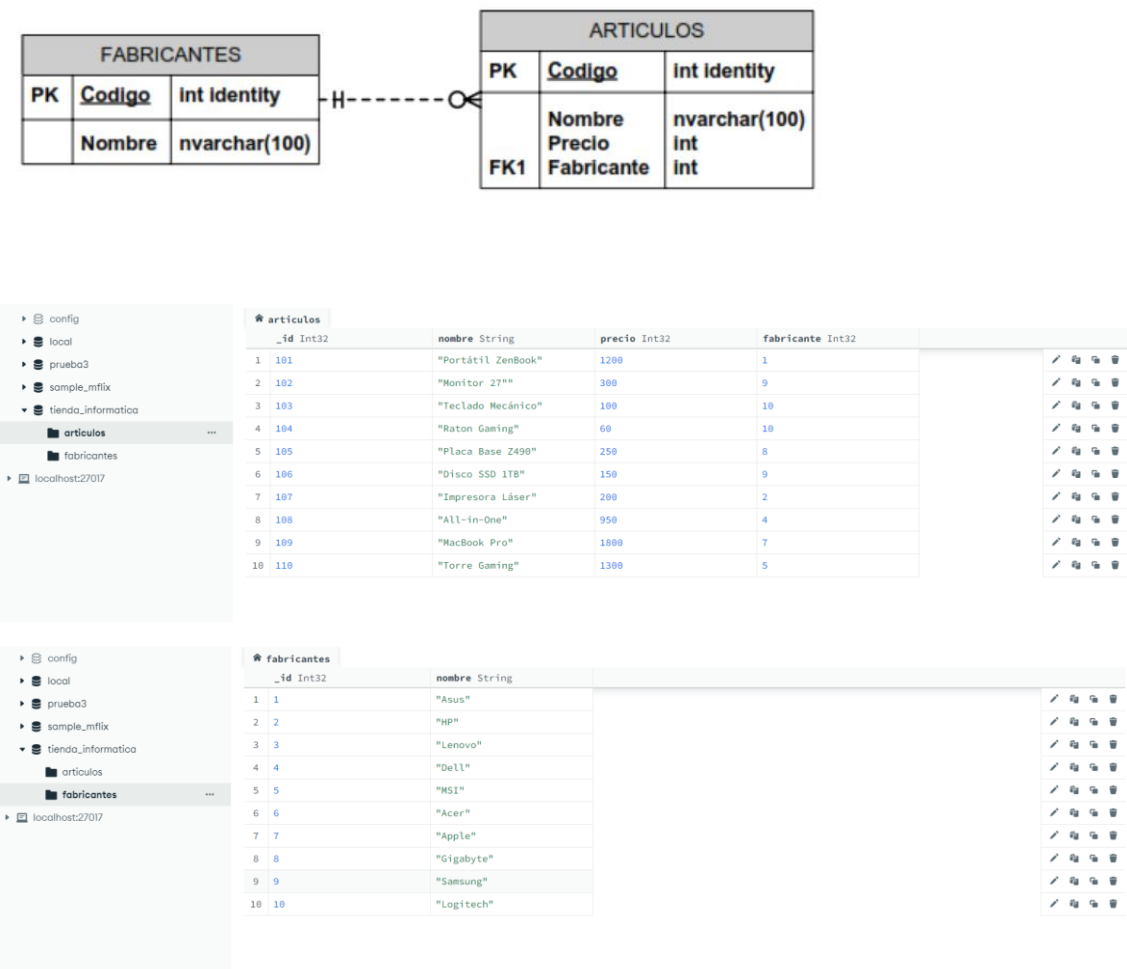 FABRICANTES
PK Codigo int identity
Nombre nvarchar(100)
ARTICULOS
PK Codigo int identity
Nombre nvarchar(100)
Precio int
FK1 Fabricante int
config
local
prueba3
sample_mflix
tienda_informatica
articulos ...
fabricantes
localhost:27017
articulos
_id Int32 nombre String precio Int32 fabricante Int32
1 101 "Portátil ZenBook" 1200 1
2 102 "Monitor 27"" 300 9
3 103 "Teclado Mecánico" 100 10
4 104 "Raton Gaming" 60 10
5 105 "Placa Base Z490" 250 8
6 106 "Disco SSD 1TB" 150 9
7 107 "Impresora Láser" 200 2
8 108 "All-in-One" 950 4
9 109 "MacBook Pro" 1800 7
10 110 "Torre Gaming" 1300 5
config
local
prueba3
sample_mflix
tienda_informatica
articulos
fabricantes ...
localhost:27017
fabricantes
_id Int32 nombre String
1 1 "Asus"
2 2 "HP"
3 3 "Lenovo"
4 4 "Dell"
5 5 "MSI"
6 6 "Acer"
7 7 "Apple"
8 8 "Gigabyte"
9 9 "Samsung"
10 10 "Logitech"